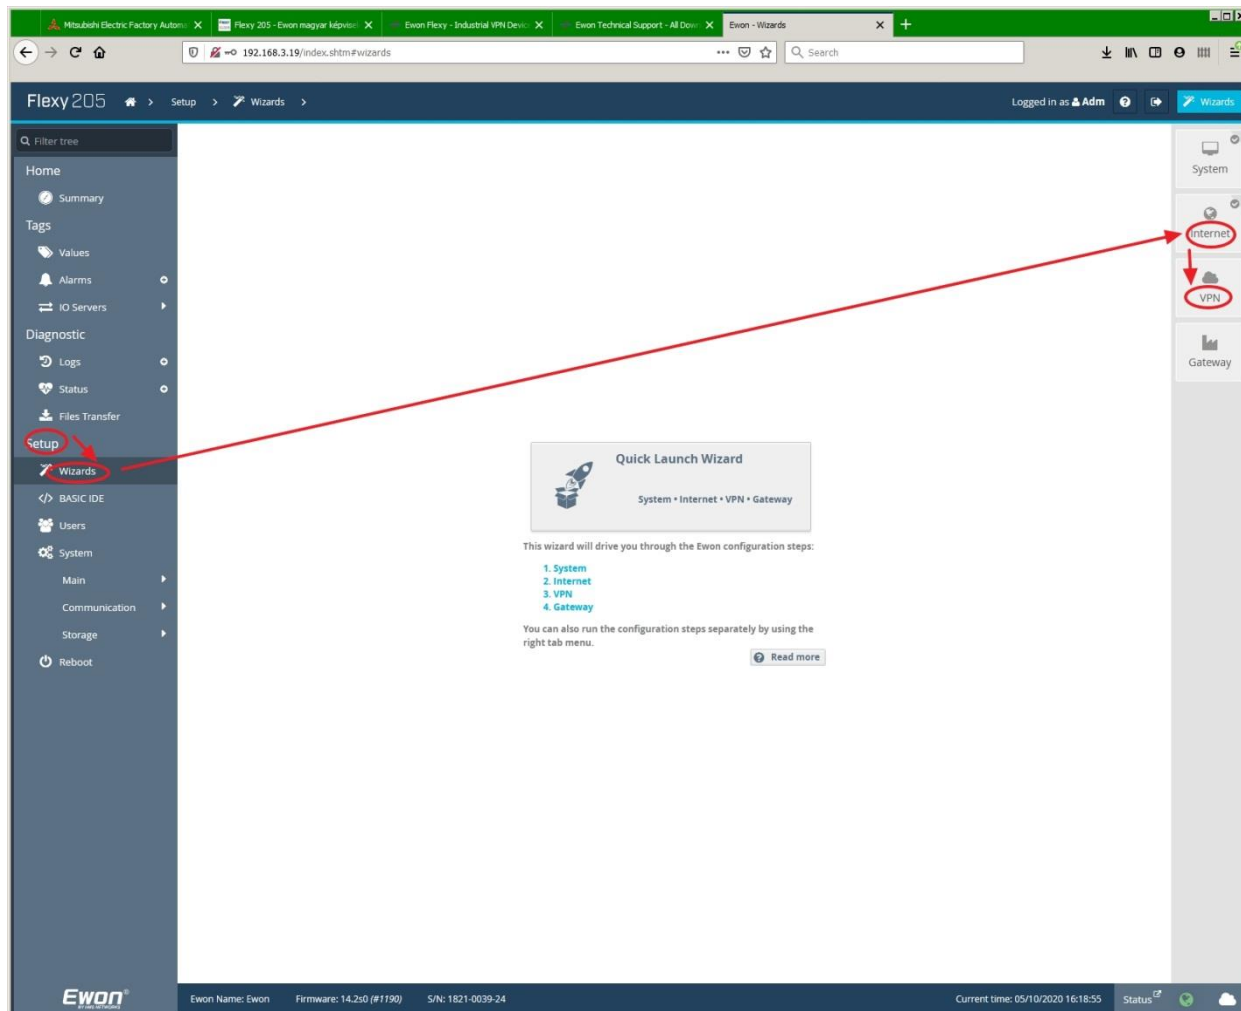 Mitsubishi Electric Factory Autom
Flexy 205 - Ewon magyar képvise
Ewon Flexy - Industrial VPN Devic
Ewon Technical Support - All Dow
Ewon - Wizards
192.168.3.19/index.shtm#wizards
Search
Flexy 205 > Setup > Wizards >
Logged in as Adm
Wizards
Filter tree
Home
Summary
Tags
Values
Alarms
IO Servers
Diagnostic
Logs
Status
Files Transfer
Setup
Wizards
BASIC IDE
Users
System
Main
Communication
Storage
Reboot
Quick Launch Wizard
System • Internet • VPN • Gateway
This wizard will drive you through the Ewon configuration steps:
1. System
2. Internet
3. VPN
4. Gateway
You can also run the configuration steps separately by using the
right tab menu.
Read more
System
Internet
VPN
Gateway
Ewon®
Ewon Name: Ewon
Firmware: 14.2s0 (#1190)
S/N: 1821-0039-24
Current time: 05/10/2020 16:18:55
Status